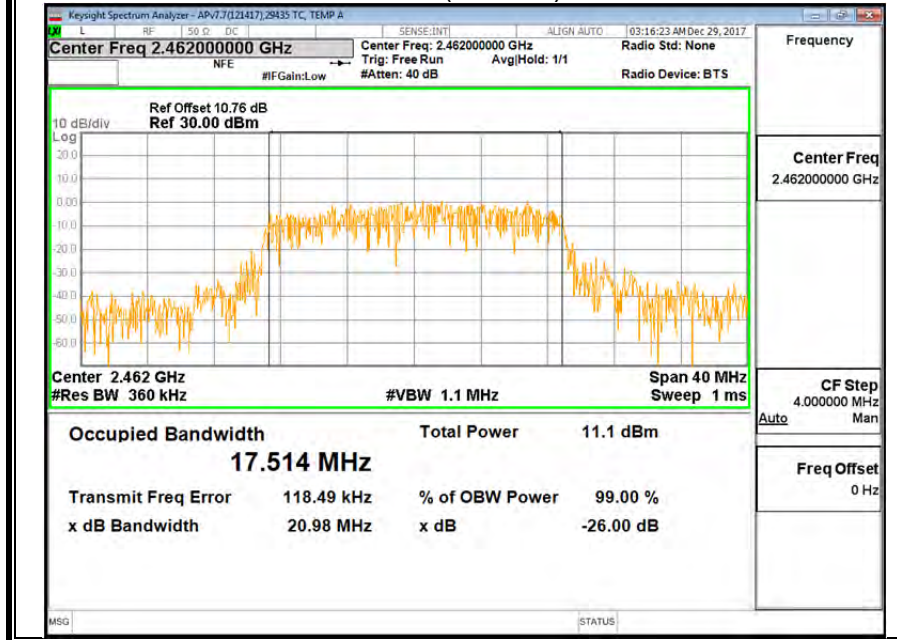 Keysight Spectrum Analyzer - APv7.7(121417),29435 TC, TEMP A
LXI L RF 50 Ω DC SENSE:INT ALIGN AUTO 03:16:23 AM Dec 29, 2017
Center Freq 2.462000000 GHz
NFE
#IFGain:Low
Center Freq: 2.462000000 GHz
Trig: Free Run Avg|Hold: 1/1
#Atten: 40 dB
Radio Std: None
Radio Device: BTS
Frequency
Ref Offset 10.76 dB
10 dB/div Ref 30.00 dBm
Log
20.0
10.0
0.00
-10.0
-20.0
-30.0
-40.0
-50.0
-60.0
Center Freq
2.462000000 GHz
Center 2.462 GHz Span 40 MHz
#Res BW 360 kHz #VBW 1.1 MHz Sweep 1 ms
CF Step
4.000000 MHz
Auto Man
Occupied Bandwidth Total Power 11.1 dBm
17.514 MHz
Transmit Freq Error 118.49 kHz % of OBW Power 99.00 %
x dB Bandwidth 20.98 MHz x dB -26.00 dB
Freq Offset
0 Hz
MSG STATUS